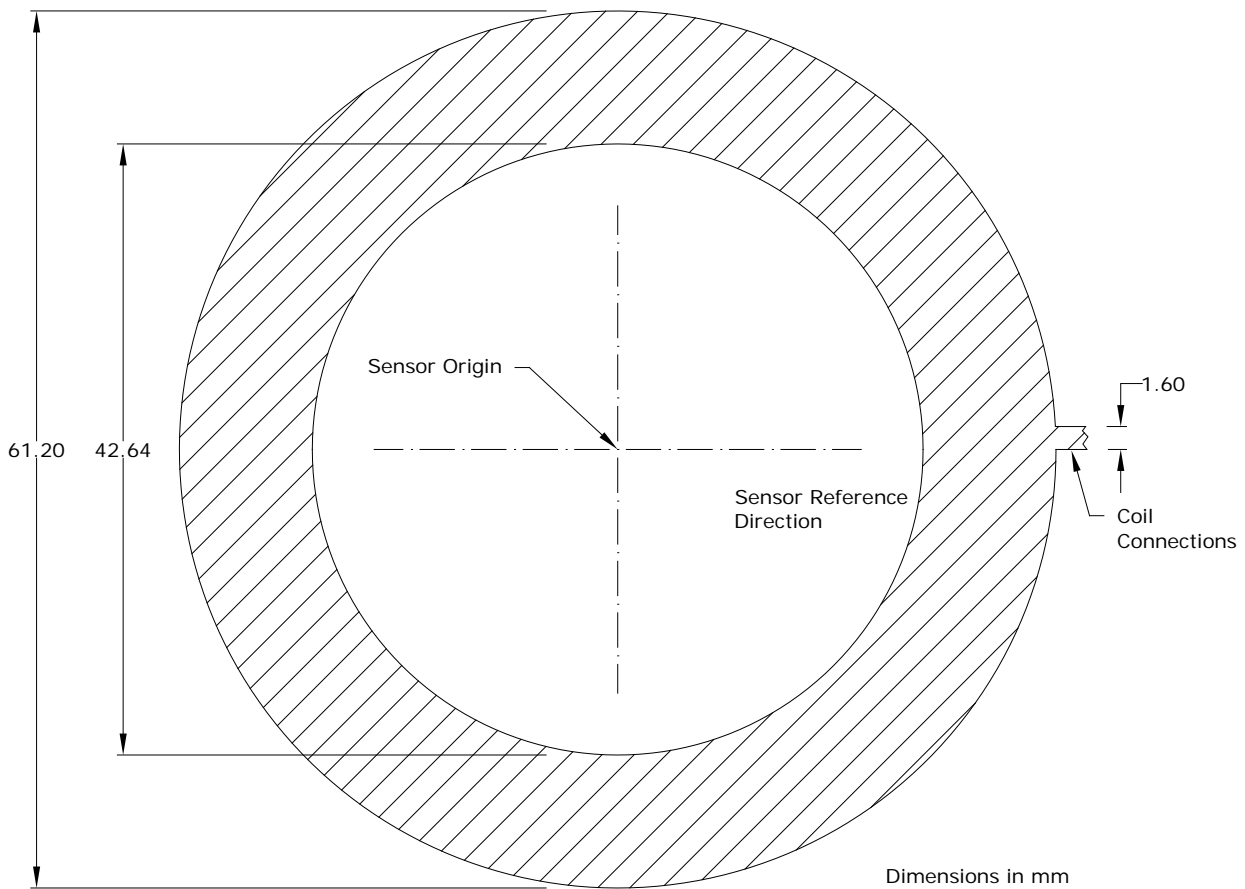 1.60
Sensor Origin
61.20
42.64
Sensor Reference
Direction
Coil
Connections
Dimensions in mm